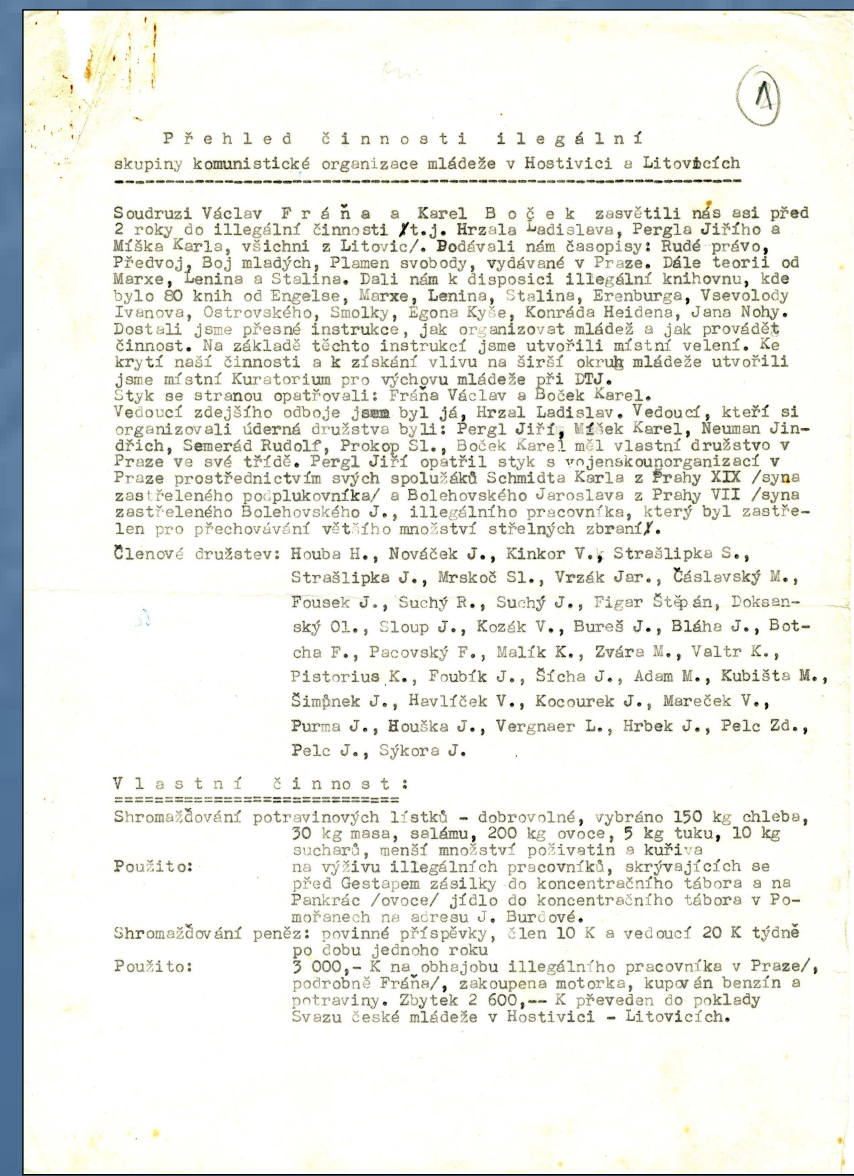 1
P ř e h l e d   č i n n o s t i   i l e g á l n í
skupiny komunistické organizace mládeže v Hostivici a Litovicích
Soudruzi Václav F r á ň a a Karel B o č e k zasvětili nás asi před
2 roky do illegální činnosti /t.j. Hrzala Ladislava, Pergla Jiřího a
Míška Karla, všichni z Litovic/. Podávali nám časopisy: Rudé právo,
Předvoj, Boj mladých, Plamen svobody, vydávané v Praze. Dále teorii od
Marxe, Lenina a Stalina. Dali nám k disposici illegální knihovnu, kde
bylo 80 knih od Engelse, Marxe, Lenina, Stalina, Erenburga, Vsevolody
Ivanova, Ostrovského, Smolky, Egona Kyše, Konráda Heidena, Jana Nohy.
Dostali jsme přesné instrukce, jak organizovat mládež a jak provádět
činnost. Na základě těchto instrukcí jsme utvořili místní velení. Ke
krytí naší činnosti a k získání vlivu na širší okruh mládeže utvořili
jsme místní Kuratorium pro výchovu mládeže při DTJ.
Styk se stranou opatřovali: Fráňa Václav a Boček Karel.
Vedoucí zdejšího odboje jsem byl já, Hrzal Ladislav. Vedoucí, kteří si
organizovali úderná družstva byli: Pergl Jiří, Míšek Karel, Neuman Jin-
dřich, Semerád Rudolf, Prokop Sl., Boček Karel měl vlastní družstvo v
Praze ve své třídě. Pergl Jiří opatřil styk s vojenskounorganizací v
Praze prostřednictvím svých spolužáků Schmidta Karla z Prahy XIX /syna
zastřeleného podplukovníka/ a Bolehovského Jaroslava z Prahy VII /syna
zastřeleného Bolehovského J., illegálního pracovníka, který byl zastře-
len pro přechovávání většího množství střelných zbraní/.
Členové družstev: Houba H., Nováček J., Kinkor V., Strašlipka S.,
Strašlipka J., Mrskoč Sl., Vrzák Jar., Čáslavský M.,
Fousek J., Suchý R., Suchý J., Figar Štěpán, Doksan-
ský Ol., Sloup J., Kozák V., Bureš J., Bláha J., Bot-
cha F., Pacovský F., Malík K., Zvára M., Valtr K.,
Pistorius K., Foubík J., Šícha J., Adam M., Kubišta M.,
Šimůnek J., Havlíček V., Kocourek J., Mareček V.,
Purma J., Houška J., Vergnaer L., Hrbek J., Pelc Zd.,
Pelc J., Sýkora J.
V l a s t n í   č i n n o s t :
Shromažďování potravinových lístků - dobrovolné, vybráno 150 kg chleba,
30 kg masa, salámu, 200 kg ovoce, 5 kg tuku, 10 kg
sucharů, menší množství poživatin a kuřiva
Použito: na výživu illegálních pracovníků, skrývajících se
před Gestapem zásilky do koncentračního tábora a na
Pankrác /ovoce/ jídlo do koncentračního tábora v Po-
mořanech na adresu J. Burdové.
Shromažďování peněz: povinné příspěvky, člen 10 K a vedoucí 20 K týdně
po dobu jednoho roku
Použito: 3 000,- K na obhajobu illegálního pracovníka v Praze/,
podrobně Fráňa/, zakoupena motorka, kupován benzín a
potraviny. Zbytek 2 600,-- K převeden do poklady
Svazu české mládeže v Hostivici - Litovicích.